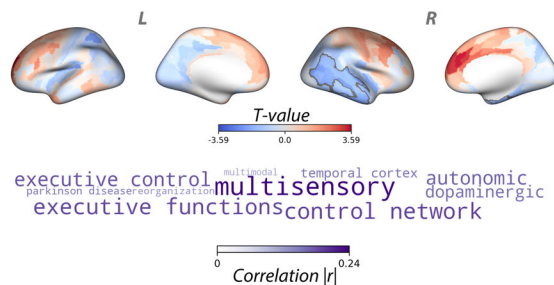 L R
T-value
-3.59 0.0 3.59
multimodal
executive control temporal cortex autonomic
parkinson disease reorganization multisensory dopaminergic
executive functions control network
0 0.24
Correlation |r|